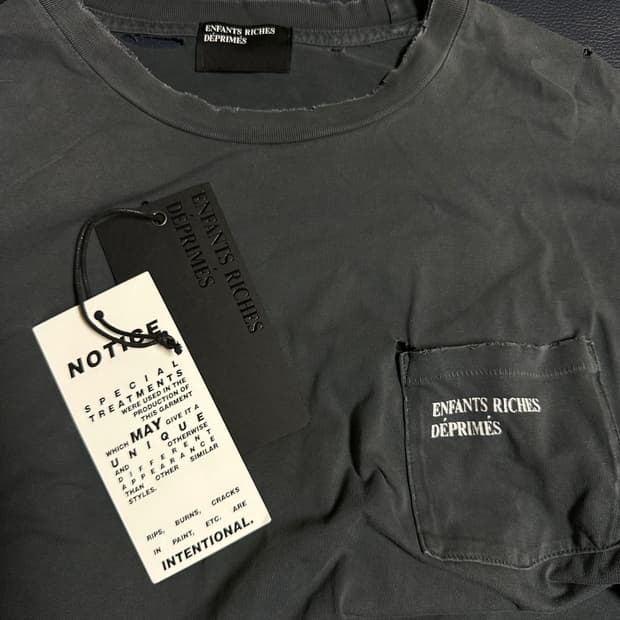 ENFANTS RICHES
DÉPRIMÉS
ENFANTS RICHES
DÉPRIMÉS
NOTICE
SPECIAL
TREATMENTS
WERE USED IN THE
PRODUCTION OF
THIS GARMENT
WHICH MAY GIVE IT A
UNIQUE
AND OTHERWISE
DIFFERENT
APPEARANCE
THAN OTHER SIMILAR
STYLES.
RIPS, BURNS, CRACKS
IN PAINT, ETC. ARE
INTENTIONAL.
ENFANTS RICHES
DÉPRIMÉS